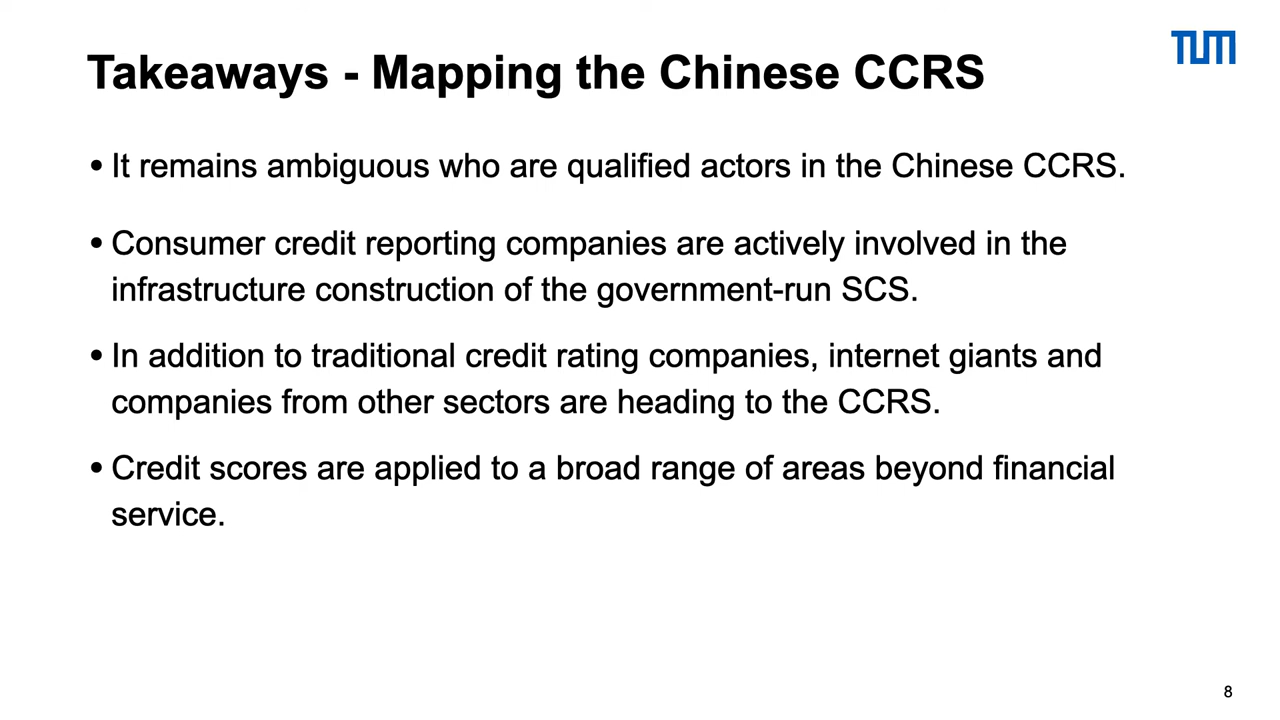 Takeaways - Mapping the Chinese CCRS
TUM
• It remains ambiguous who are qualified actors in the Chinese CCRS.
• Consumer credit reporting companies are actively involved in the
infrastructure construction of the government-run SCS.
• In addition to traditional credit rating companies, internet giants and
companies from other sectors are heading to the CCRS.
• Credit scores are applied to a broad range of areas beyond financial
service.
8